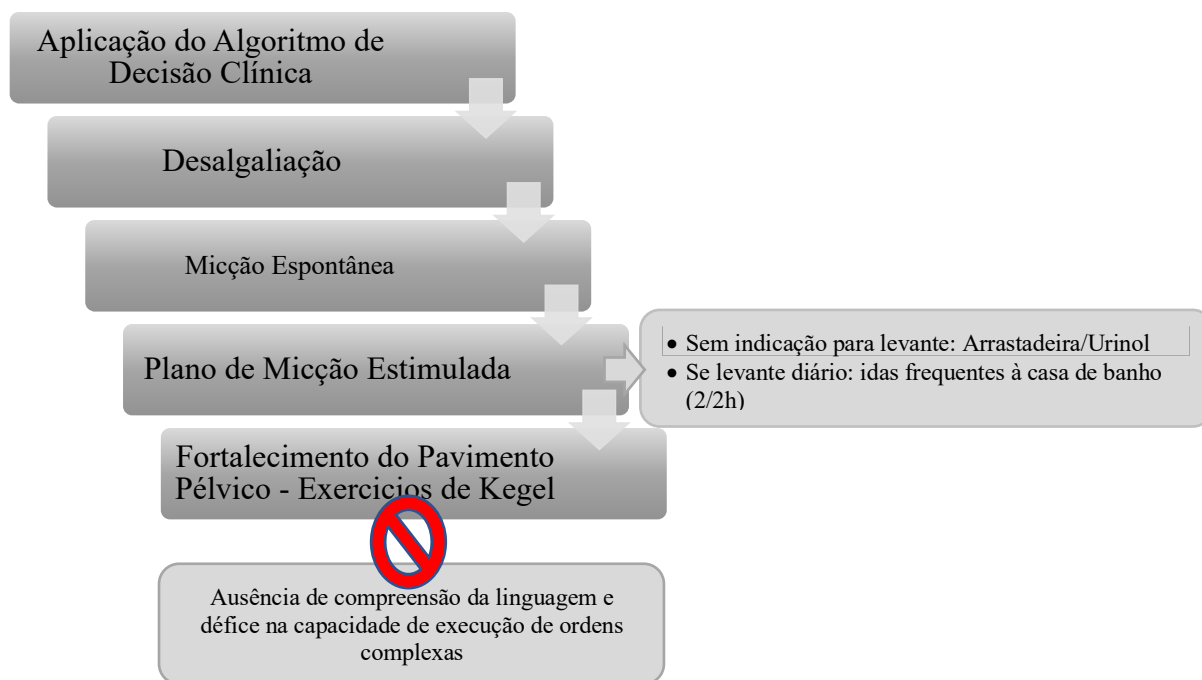 Aplicação do Algoritmo de
Decisão Clínica
Desalgaliação
Micção Espontânea
Plano de Micção Estimulada
• Sem indicação para levante: Arrastadeira/Urinol
• Se levante diário: idas frequentes à casa de banho
(2/2h)
Fortalecimento do Pavimento
Pélvico - Exercicios de Kegel
Ausência de compreensão da linguagem e
défice na capacidade de execução de ordens
complexas